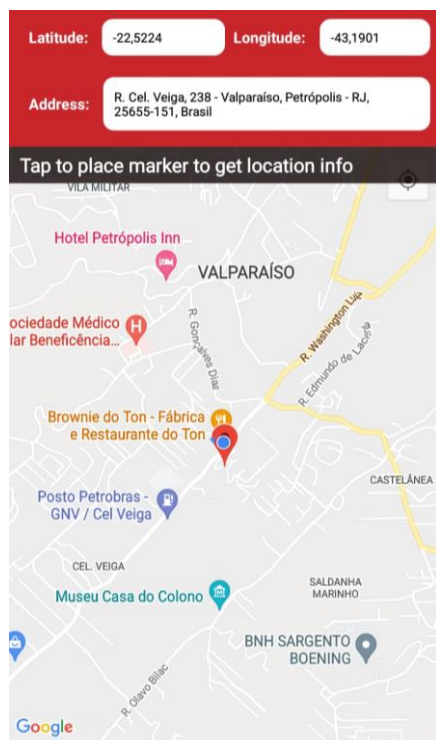 Latitude:
-22,5224
Longitude:
-43,1901
Address:
R. Cel. Veiga, 238 - Valparaíso, Petrópolis - RJ,
25655-151, Brasil
Tap to place marker to get location info
VILA MILITAR
Hotel Petrópolis Inn
VALPARAÍSO
ociedade Médico
lar Beneficência...
H
R. Gonçalves Dias
R. Washington Luís
R. Edmundo de Lacerda
Brownie do Ton - Fábrica
e Restaurante do Ton
CASTELÂNEA
Posto Petrobras -
GNV / Cel Veiga
CEL. VEIGA
Museu Casa do Colono
SALDANHA
MARINHO
BNH SARGENTO
BOENING
R. Olavo Bilac
Google